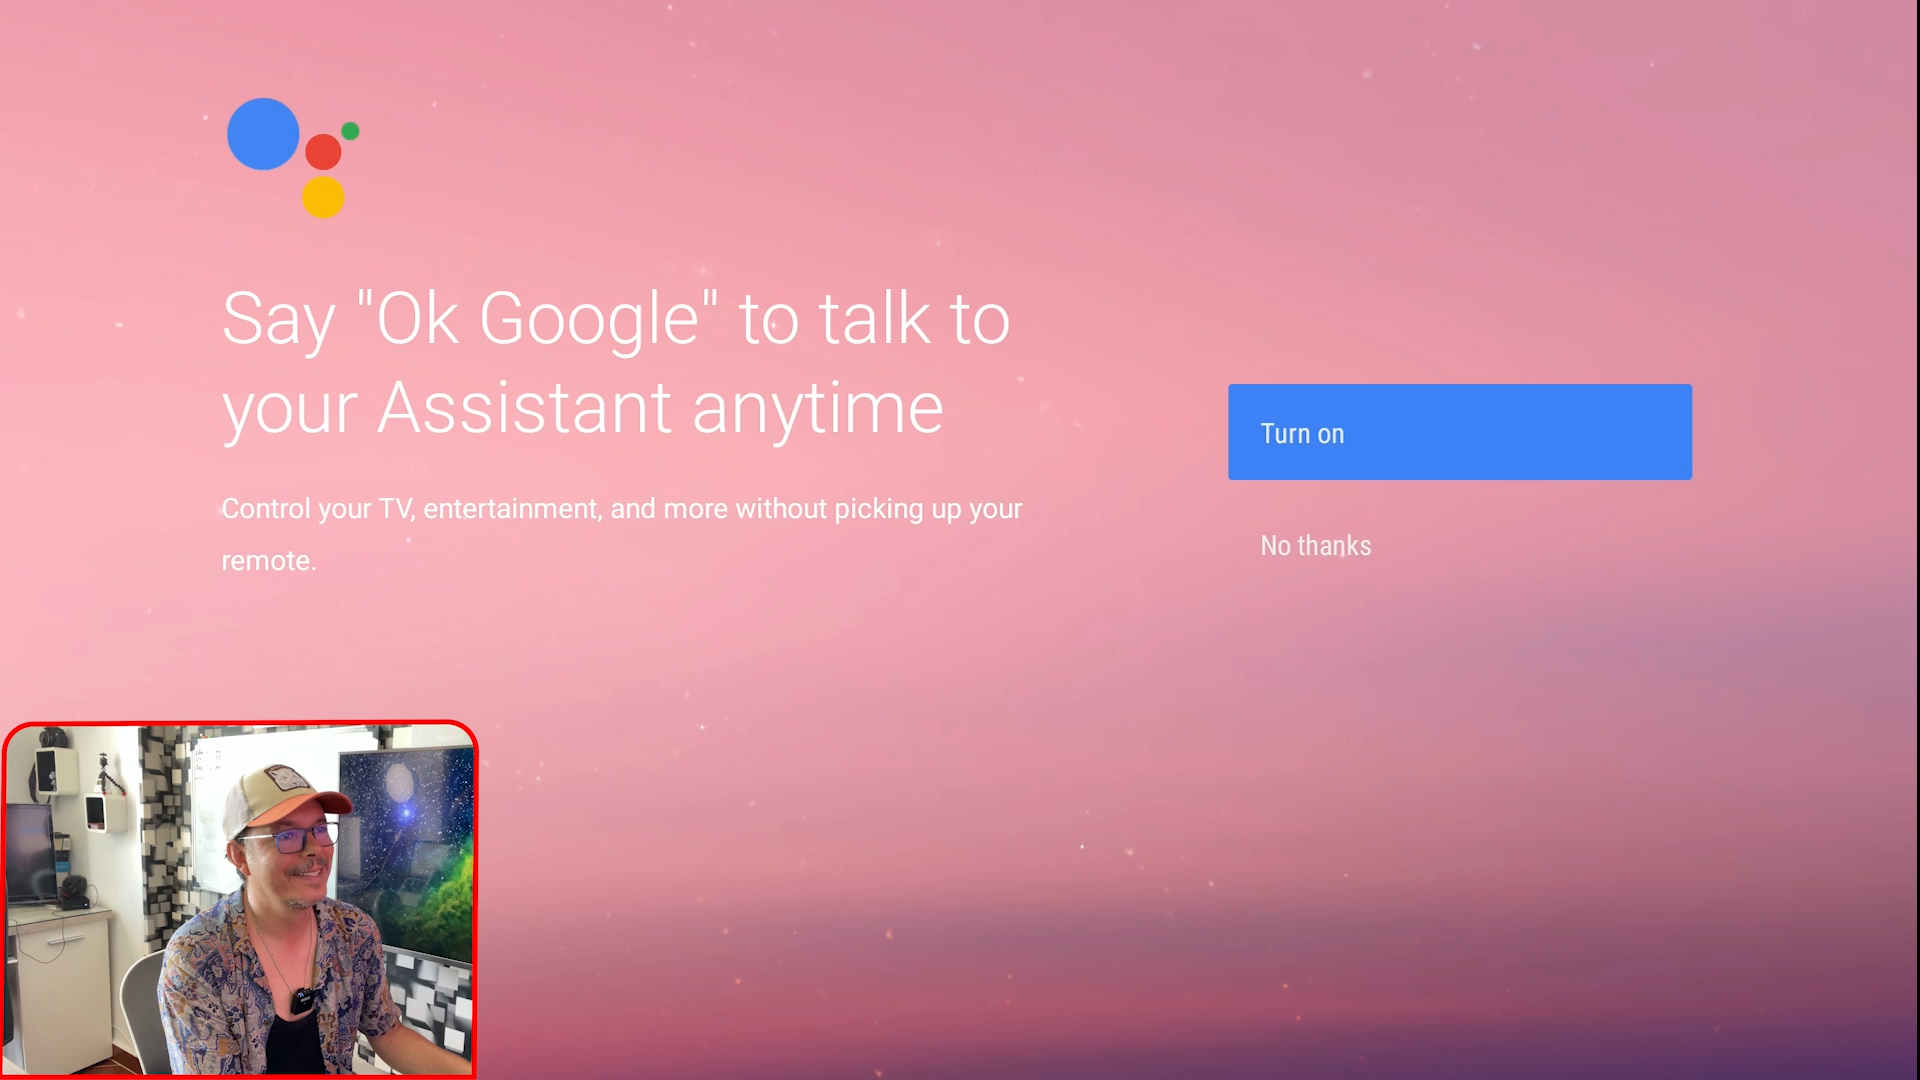 Say "Ok Google" to talk to
your Assistant anytime
Control your TV, entertainment, and more without picking up your
remote.
Turn on
No thanks